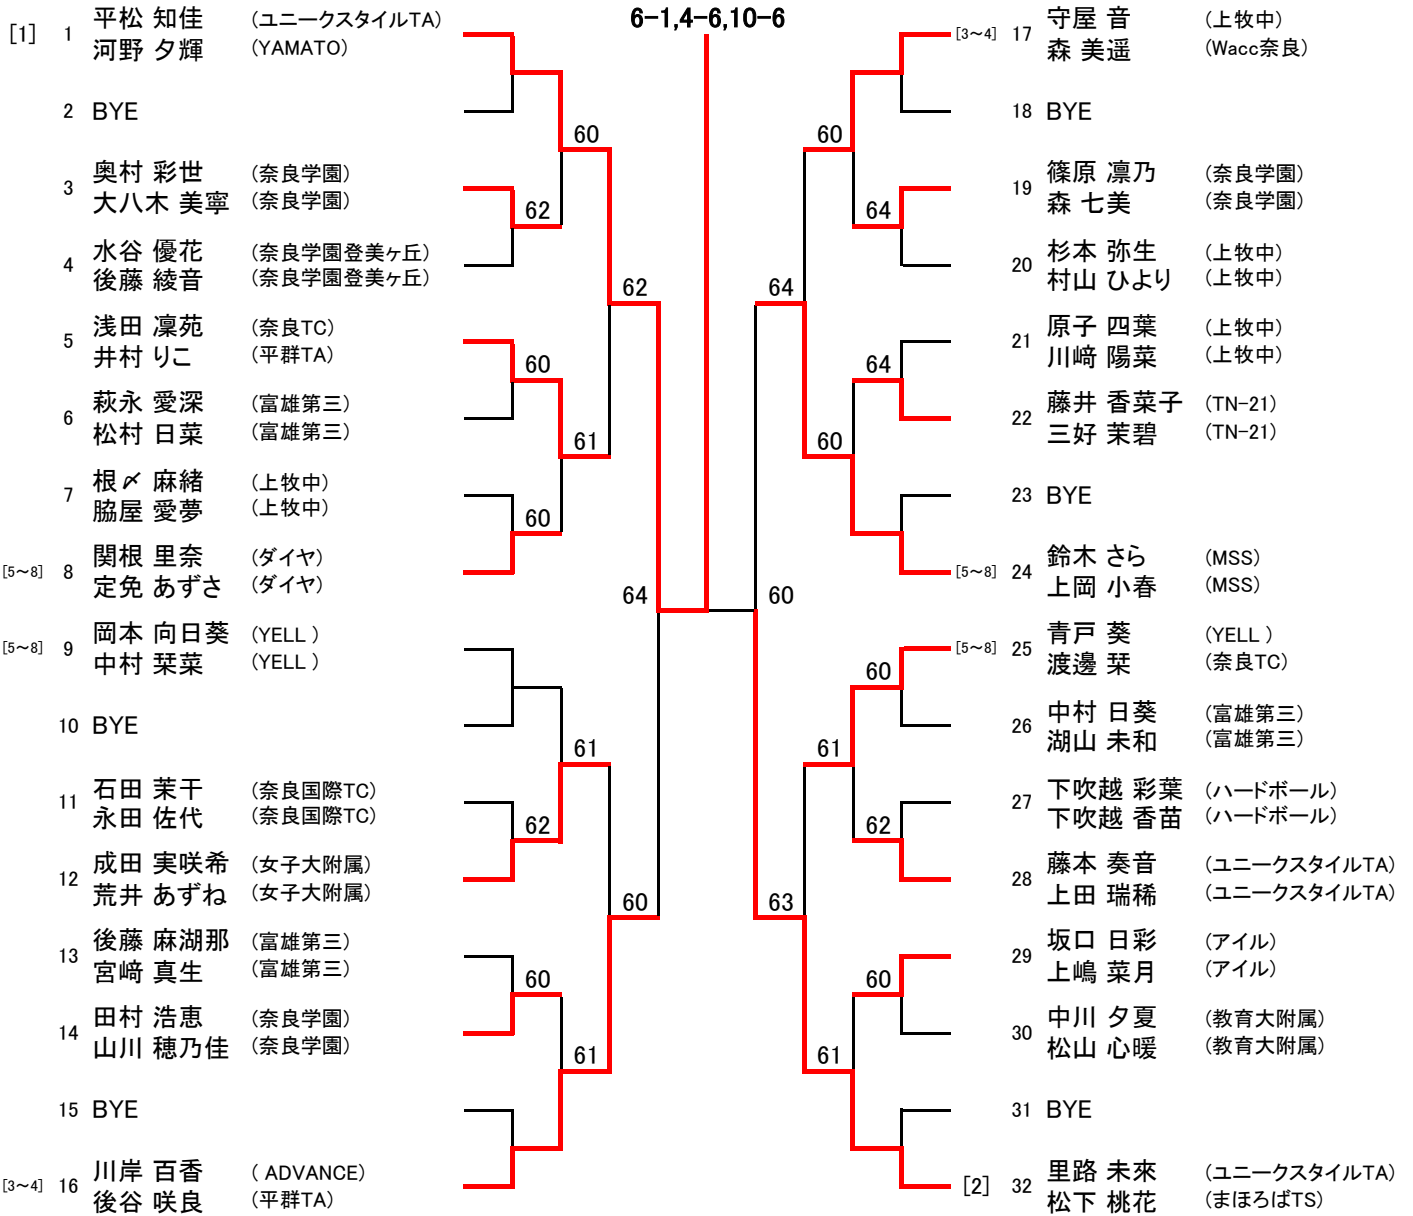 6-1,4-6,10-6
[1] 1 平松 知佳 (ユニークスタイルTA)
河野 夕輝 (YAMATO)
2 BYE
60
3 奥村 彩世 (奈良学園)
大八木 美寧 (奈良学園)
62
4 水谷 優花 (奈良学園登美ヶ丘)
後藤 綾音 (奈良学園登美ヶ丘)
62
5 浅田 凜苑 (奈良TC)
井村 りこ (平群TA)
60
6 萩永 愛深 (富雄第三)
松村 日菜 (富雄第三)
61
7 根〆 麻緒 (上牧中)
脇屋 愛夢 (上牧中)
60
[5~8] 8 関根 里奈 (ダイヤ)
定免 あずさ (ダイヤ)
64
[5~8] 9 岡本 向日葵 (YELL )
中村 栞菜 (YELL )
10 BYE
61
11 石田 茉干 (奈良国際TC)
永田 佐代 (奈良国際TC)
62
12 成田 実咲希 (女子大附属)
荒井 あずね (女子大附属)
60
13 後藤 麻湖那 (富雄第三)
宮﨑 真生 (富雄第三)
60
14 田村 浩恵 (奈良学園)
山川 穂乃佳 (奈良学園)
61
15 BYE
[3~4] 16 川岸 百香 ( ADVANCE)
後谷 咲良 (平群TA)
[3~4] 17 守屋 音 (上牧中)
森 美遥 (Wacc奈良)
18 BYE
60
19 篠原 凛乃 (奈良学園)
森 七美 (奈良学園)
64
20 杉本 弥生 (上牧中)
村山 ひより (上牧中)
64
21 原子 四葉 (上牧中)
川﨑 陽菜 (上牧中)
64
22 藤井 香菜子 (TN-21)
三好 茉碧 (TN-21)
60
23 BYE
[5~8] 24 鈴木 さら (MSS)
上岡 小春 (MSS)
60
[5~8] 25 青戸 葵 (YELL )
渡邊 栞 (奈良TC)
60
26 中村 日葵 (富雄第三)
湖山 未和 (富雄第三)
61
27 下吹越 彩葉 (ハードボール)
下吹越 香苗 (ハードボール)
62
28 藤本 奏音 (ユニークスタイルTA)
上田 瑞稀 (ユニークスタイルTA)
63
29 坂口 日彩 (アイル)
上嶋 菜月 (アイル)
60
30 中川 夕夏 (教育大附属)
松山 心暖 (教育大附属)
61
31 BYE
[2] 32 里路 未來 (ユニークスタイルTA)
松下 桃花 (まほろばTS)